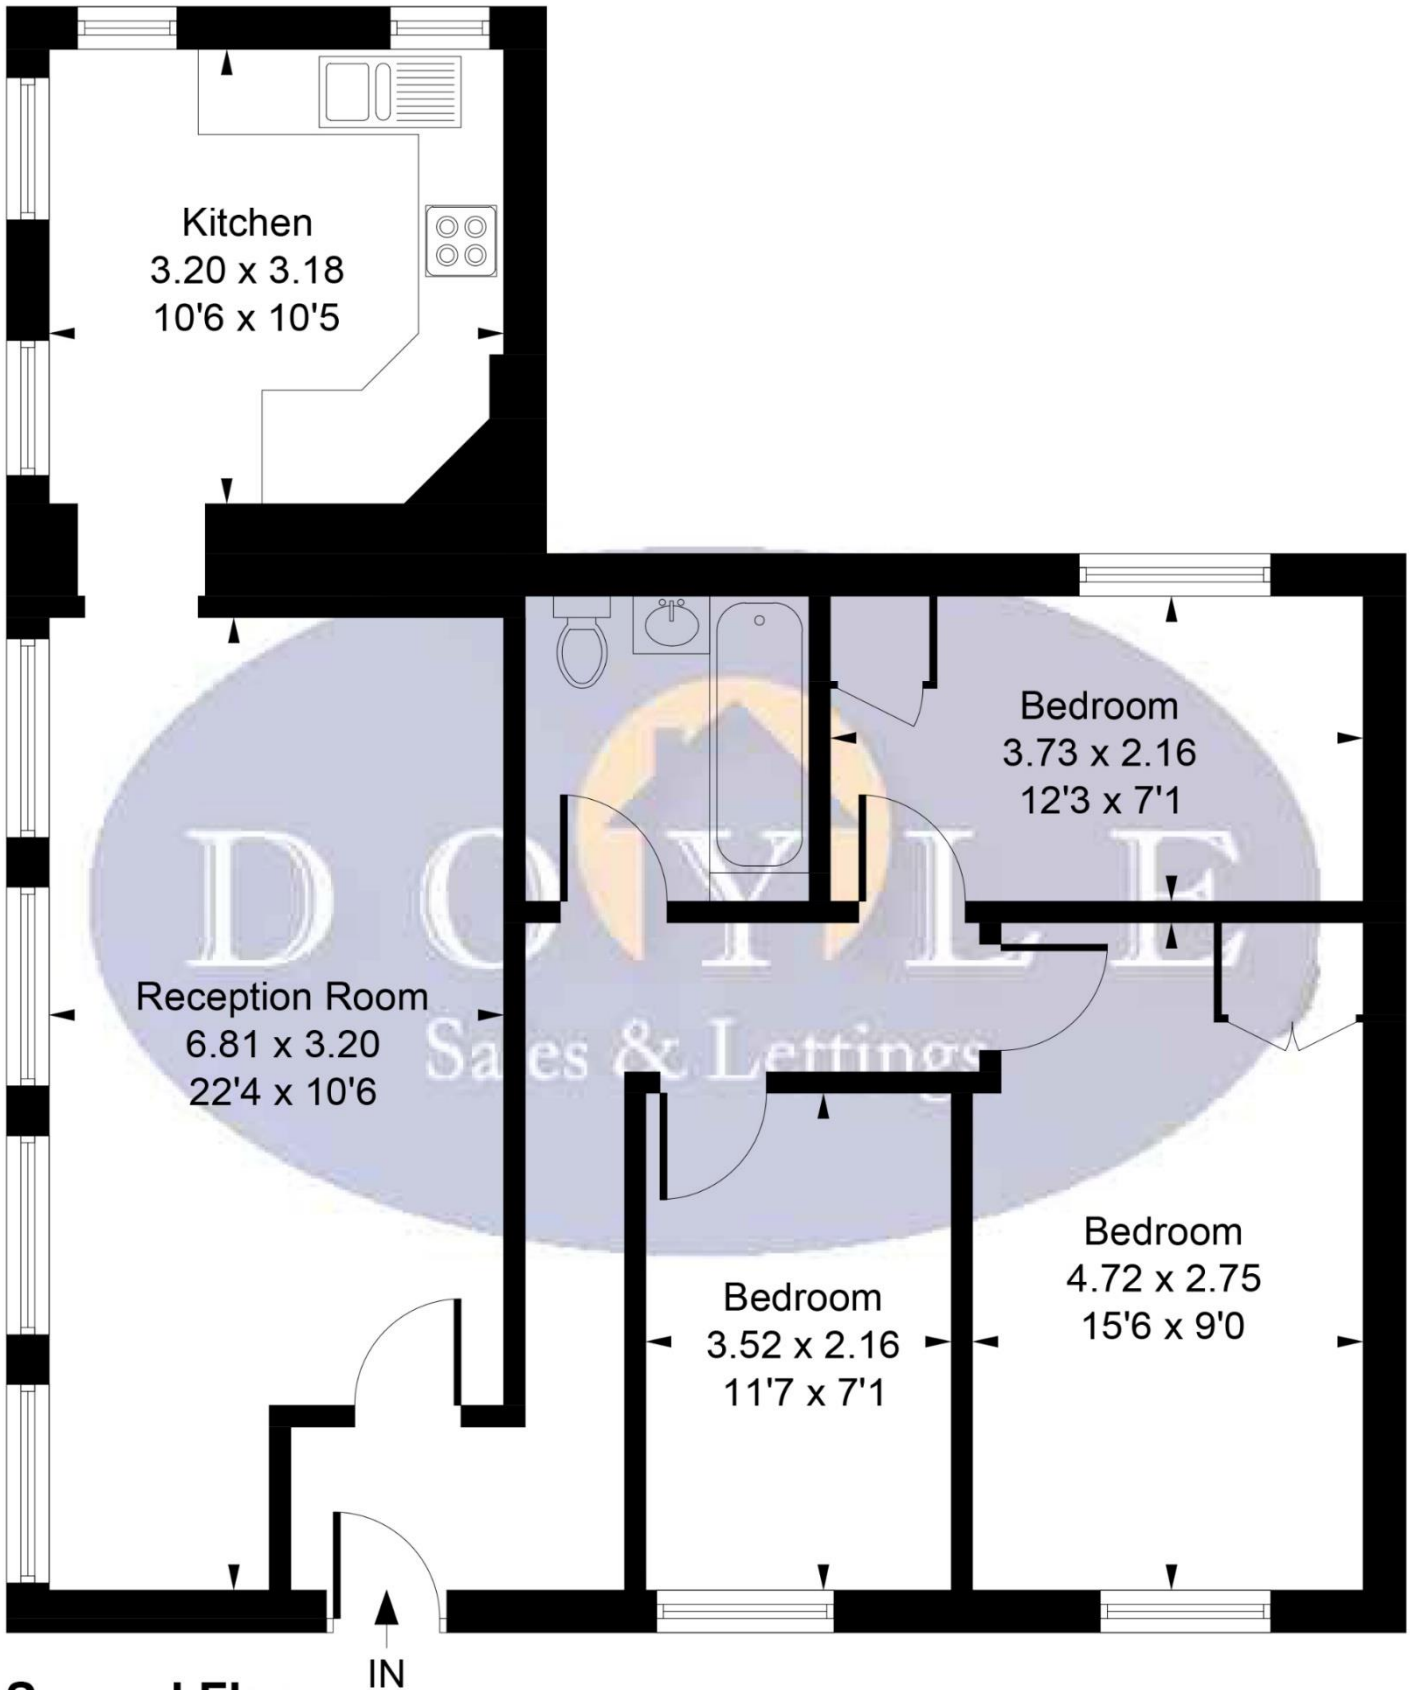 Kitchen
3.20 x 3.18
10'6 x 10'5
Bedroom
3.73 x 2.16
12'3 x 7'1
DOYLE
Sales & Lettings
Reception Room
6.81 x 3.20
22'4 x 10'6
Bedroom
4.72 x 2.75
15'6 x 9'0
Bedroom
3.52 x 2.16
11'7 x 7'1
IN